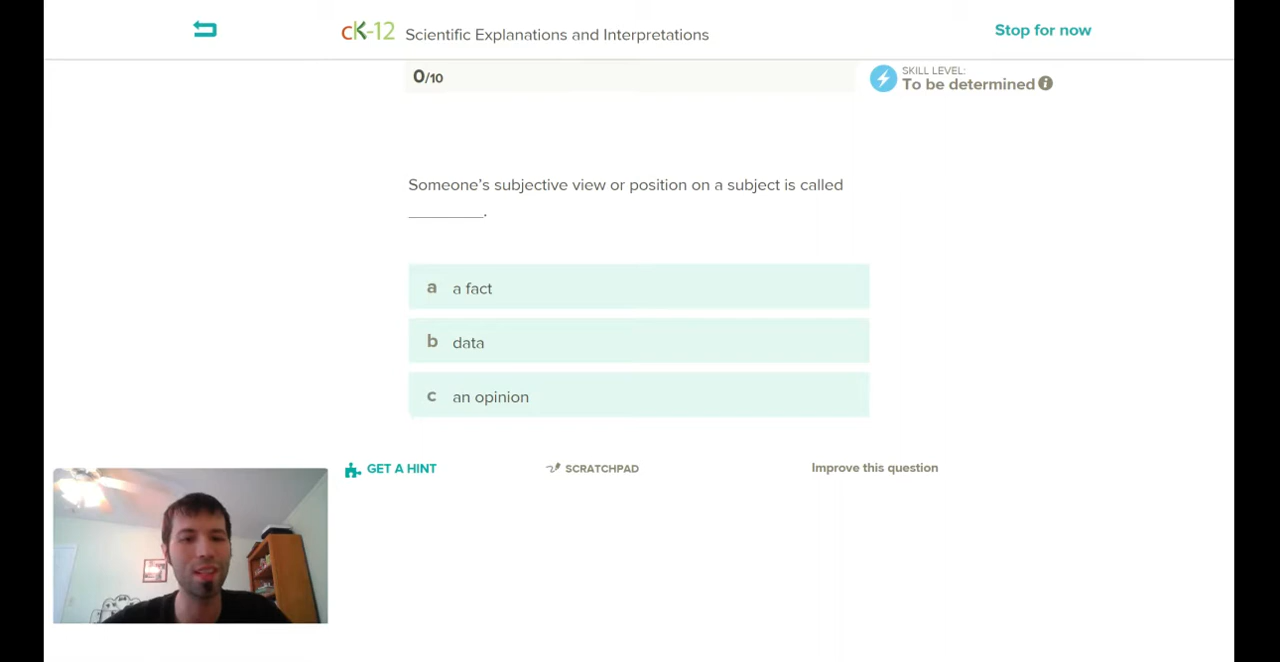 cK-12 Scientific Explanations and Interpretations
Stop for now
0/10
SKILL LEVEL:
To be determined
Someone's subjective view or position on a subject is called
_________.
a a fact
b data
c an opinion
GET A HINT
SCRATCHPAD
Improve this question